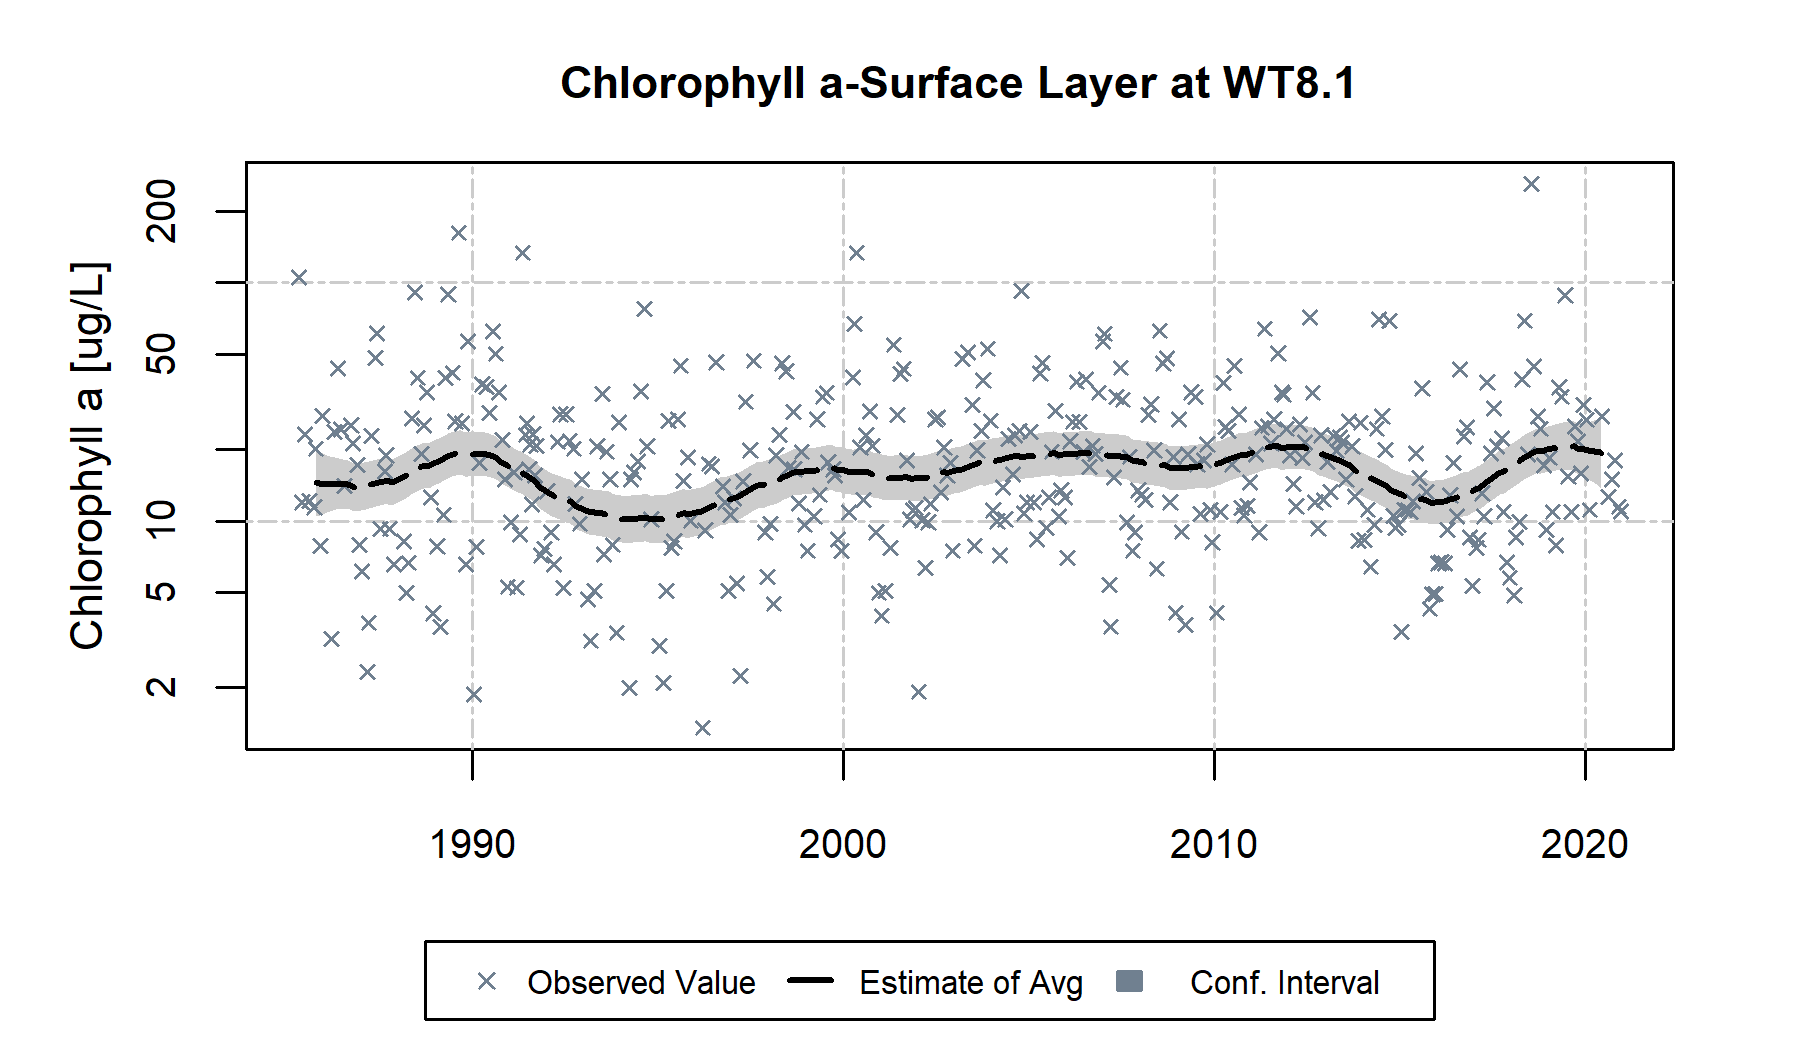 Chlorophyll a-Surface Layer at WT8.1
Chlorophyll a [ug/L]
200
50
10
5
2
1990 2000 2010 2020
Observed Value Estimate of Avg Conf. Interval